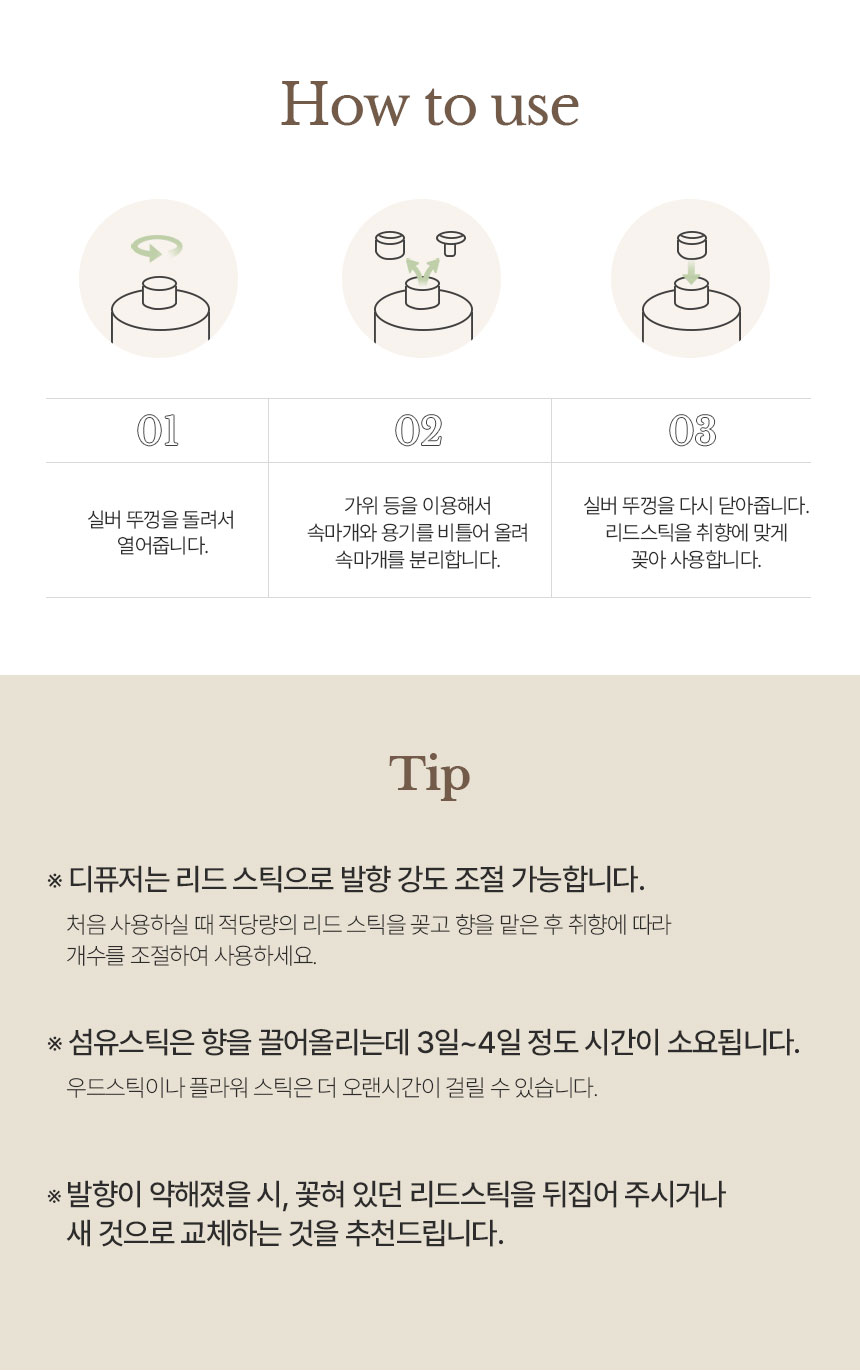 How to use
01
02
03
실버 뚜껑을 돌려서
열어줍니다.
가위 등을 이용해서
속마개와 용기를 비틀어 올려
속마개를 분리합니다.
실버 뚜껑을 다시 닫아줍니다.
리드스틱을 취향에 맞게
꽂아 사용합니다.
Tip
※ 디퓨저는 리드 스틱으로 발향 강도 조절 가능합니다.
처음 사용하실 때 적당량의 리드 스틱을 꽂고 향을 맡은 후 취향에 따라
개수를 조절하여 사용하세요.
※ 섬유스틱은 향을 끌어올리는데 3일~4일 정도 시간이 소요됩니다.
우드스틱이나 플라워 스틱은 더 오랜시간이 걸릴 수 있습니다.
※ 발향이 약해졌을 시, 꽃혀 있던 리드스틱을 뒤집어 주시거나
새 것으로 교체하는 것을 추천드립니다.